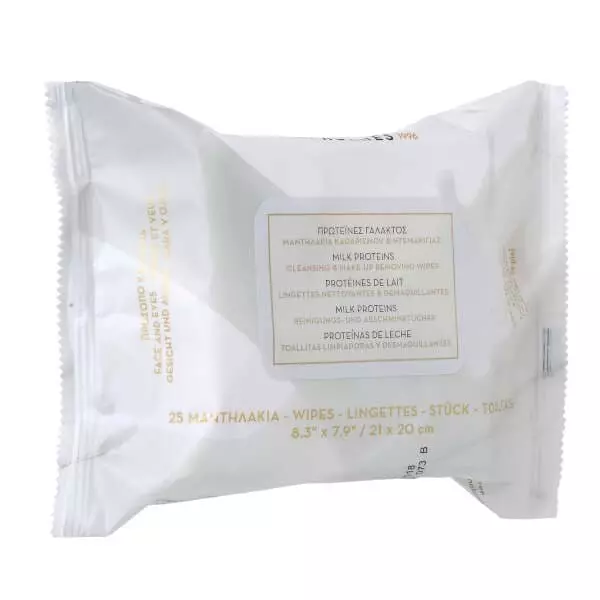 1996
ΠΡΩΤΕΪΝΕΣ ΓΑΛΑΚΤΟΣ
ΜΑΝΤΗΛΑΚΙΑ ΚΑΘΑΡΙΣΜΟΥ & ΝΤΕΜΑΚΙΓΙΑΖ
MILK PROTEINS
CLEANSING & MAKE UP REMOVING WIPES
PROTÉINES DE LAIT
LINGETTES NETTOYANTES & DÉMAQUILLANTES
MILK PROTEINS
REINIGUNGS- UND ABSCHMINKTÜCHER
PROTEÍNAS DE LECHE
TOALLITAS LIMPIADORAS Y DESMAQUILLANTES
FACE AND EYES
GESICHT UND
25 ΜΑΝΤΗΛΑΚΙΑ - WIPES - LINGETTES - STÜCK -
8.3" x 7.9" / 21 x 20 cm
073 B